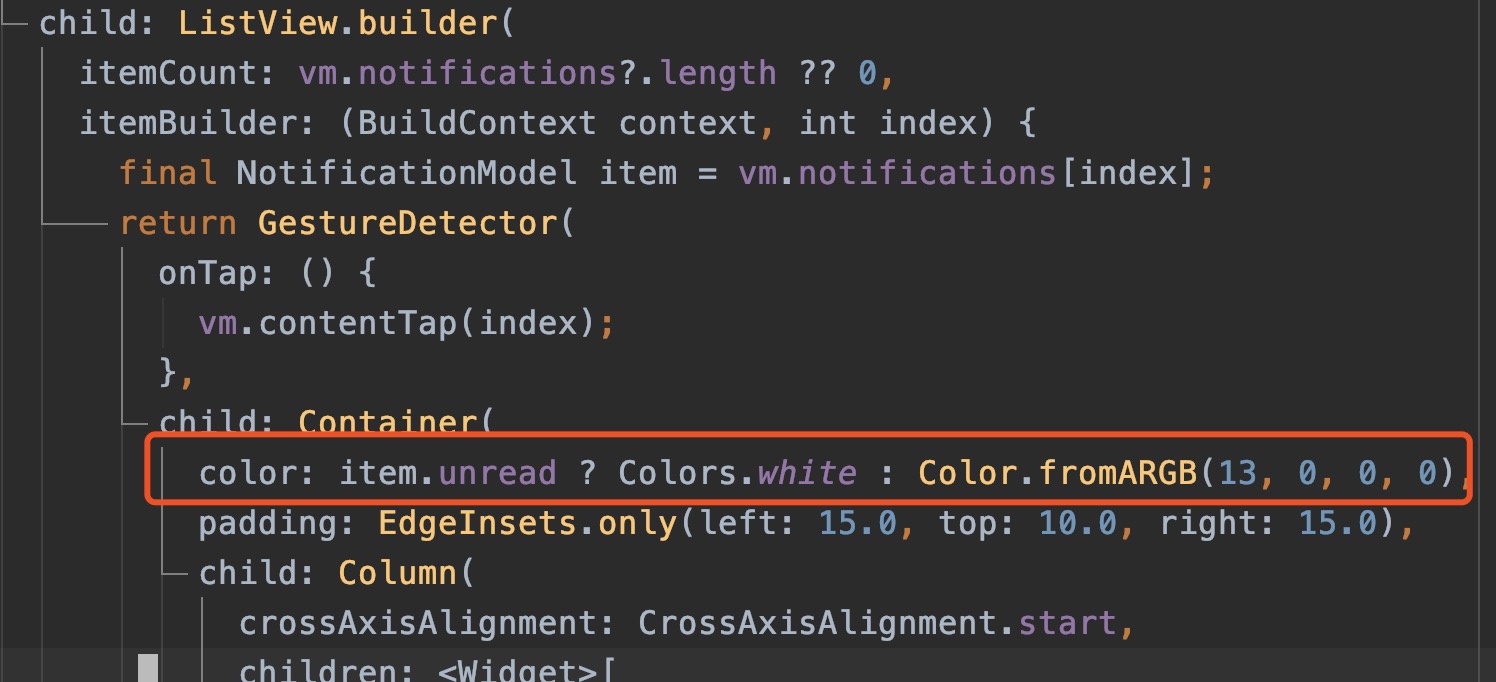 child: ListView.builder(
itemCount: vm.notifications?.length ?? 0,
itemBuilder: (BuildContext context, int index) {
final NotificationModel item = vm.notifications[index];
return GestureDetector(
onTap: () {
vm.contentTap(index);
},
child: Container(
color: item.unread ? Colors.white : Color.fromARGB(13, 0, 0, 0),
padding: EdgeInsets.only(left: 15.0, top: 10.0, right: 15.0),
child: Column(
crossAxisAlignment: CrossAxisAlignment.start,
children: <Widget>[